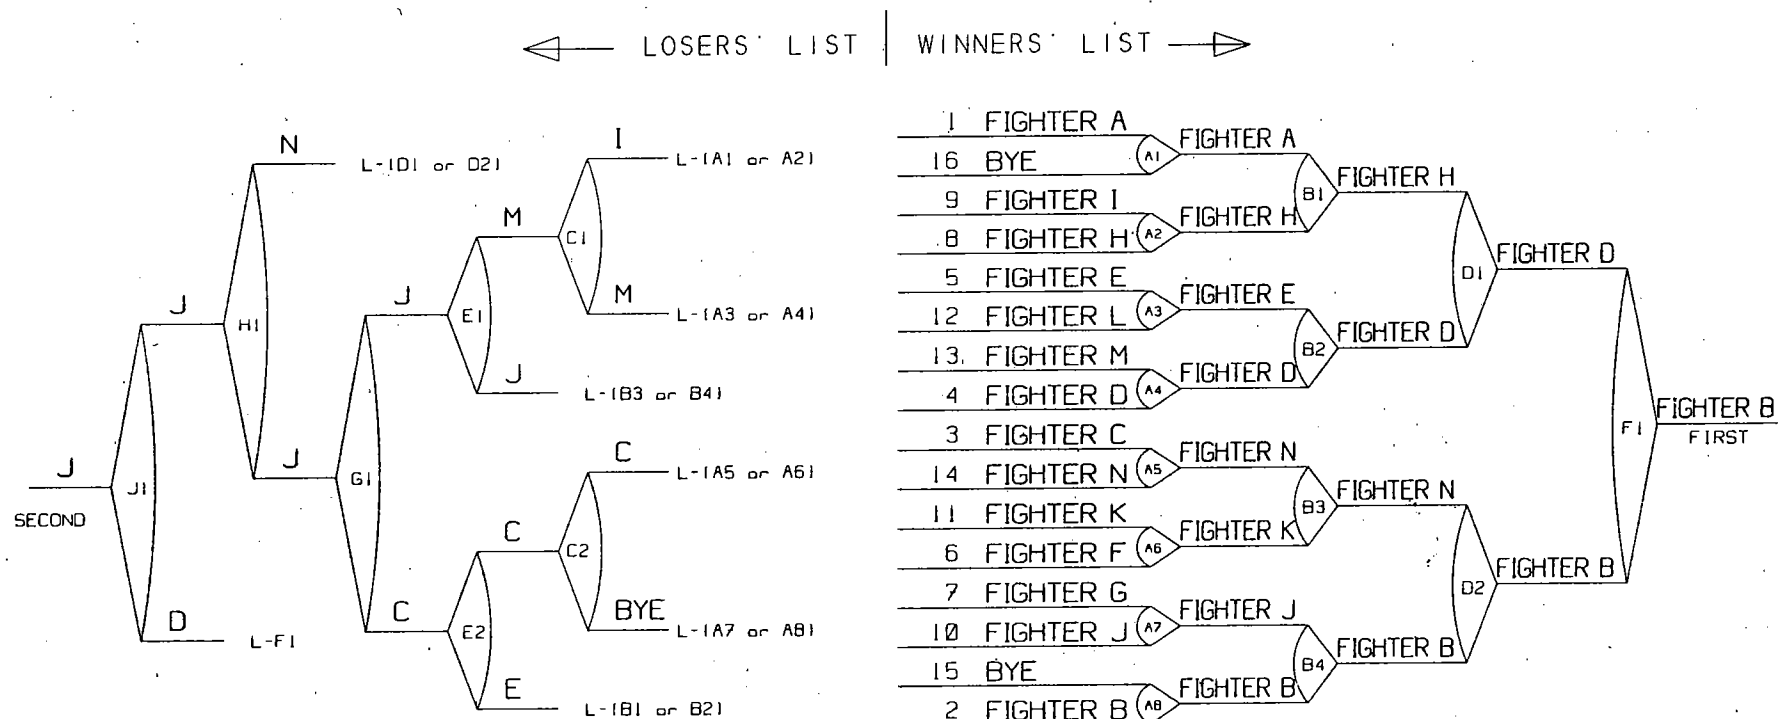 LOSERS' LIST
WINNERS' LIST
N
L-(D1 or D2)
I
L-(A1 or A2)
M
C1
M
L-(A3 or A4)
J
H1
J
E1
J
L-(B3 or B4)
J
G1
C
L-(A5 or A6)
J
SECOND
J1
C
C2
BYE
L-(A7 or A8)
D
L-F1
C
E2
E
L-(B1 or B2)
1 FIGHTER A
16 BYE
9 FIGHTER I
8 FIGHTER H
5 FIGHTER E
12 FIGHTER L
13 FIGHTER M
4 FIGHTER D
3 FIGHTER C
14 FIGHTER N
11 FIGHTER K
6 FIGHTER F
7 FIGHTER G
10 FIGHTER J
15 BYE
2 FIGHTER B
A1
A2
A3
A4
A5
A6
A7
A8
FIGHTER A
FIGHTER H
FIGHTER E
FIGHTER D
FIGHTER N
FIGHTER K
FIGHTER J
FIGHTER B
B1
B2
B3
B4
FIGHTER H
FIGHTER D
FIGHTER N
FIGHTER B
D1
D2
FIGHTER D
FIGHTER B
F1
FIGHTER B
FIRST